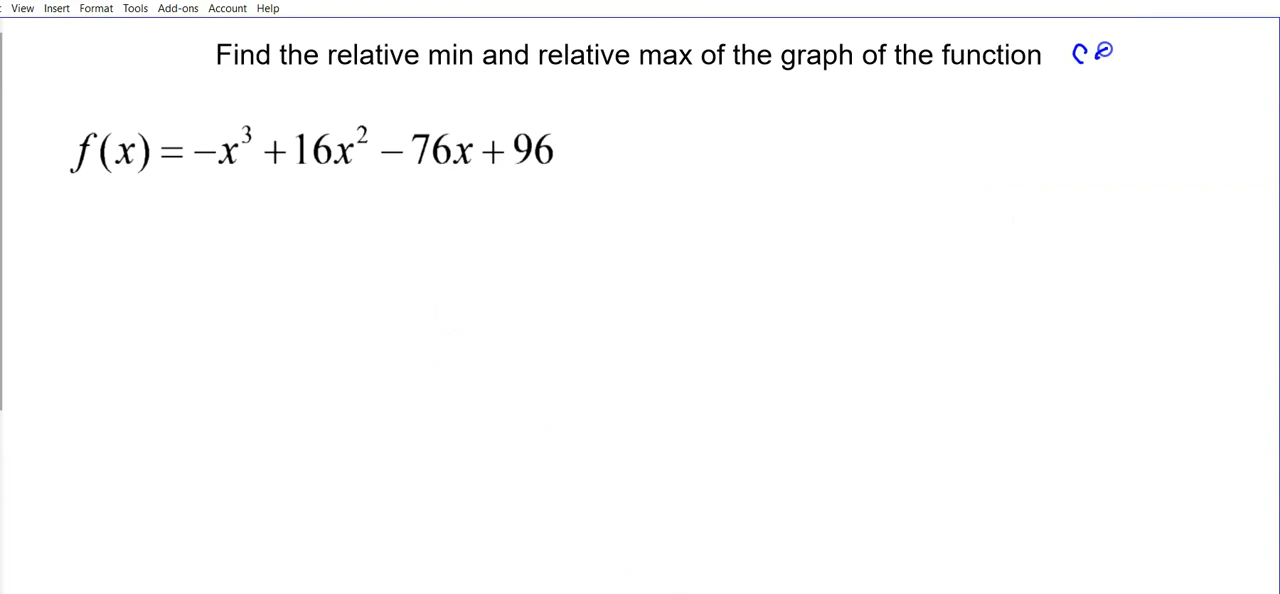 : View Insert Format Tools Add-ons Account Help
Find the relative min and relative max of the graph of the function
f(x) = −x³ + 16x² − 76x + 96